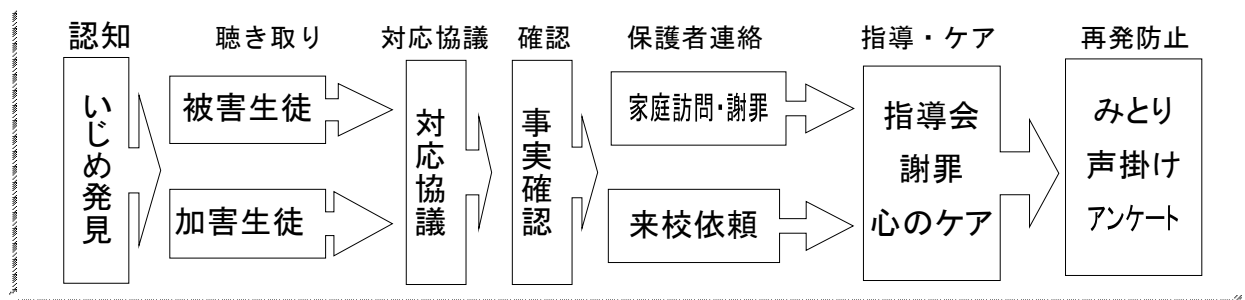 認知
聴き取り
対応協議
確認
保護者連絡
指導・ケア
再発防止
いじめ発見
被害生徒
加害生徒
対応協議
事実確認
家庭訪問・謝罪
来校依頼
指導会
謝罪
心のケア
みとり
声掛け
アンケート